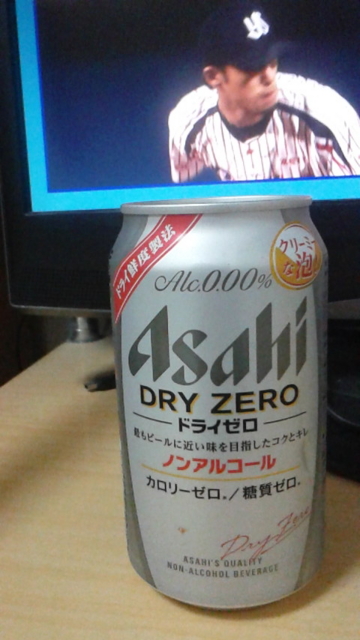 ドライ鮮度製法
クリーミー
な泡
Alc.0.00%
Asahi
DRY ZERO
ドライゼロ
最もビールに近い味を目指したコクとキレ
ノンアルコール
カロリーゼロ※/糖質ゼロ※
Dry Zero
ASAHI'S QUALITY
NON-ALCOHOL BEVERAGE